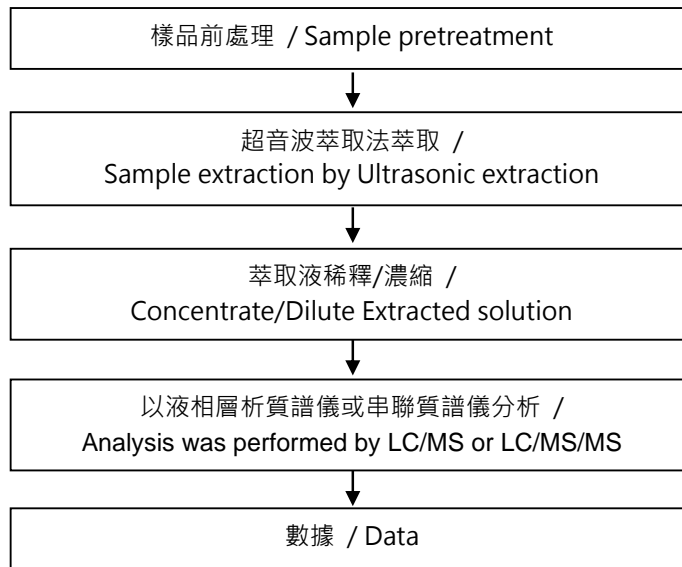 樣品前處理 / Sample pretreatment
超音波萃取法萃取 /
Sample extraction by Ultrasonic extraction
萃取液稀釋/濃縮 /
Concentrate/Dilute Extracted solution
以液相層析質譜儀或串聯質譜儀分析 /
Analysis was performed by LC/MS or LC/MS/MS
數據 / Data